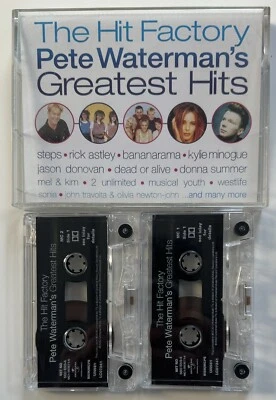 The Hit Factory
Pete Waterman's
Greatest Hits
steps • rick astley • bananarama • kylie minogue
jason donovan • dead or alive • donna summer
mel & kim • 2 unlimited • musical youth • westlife
sonia • john travolta & olivia newton-john ...and many more
The Hit Factory
Pete Waterman's Greatest Hits
The Hit Factory
Pete Waterman's Greatest Hits